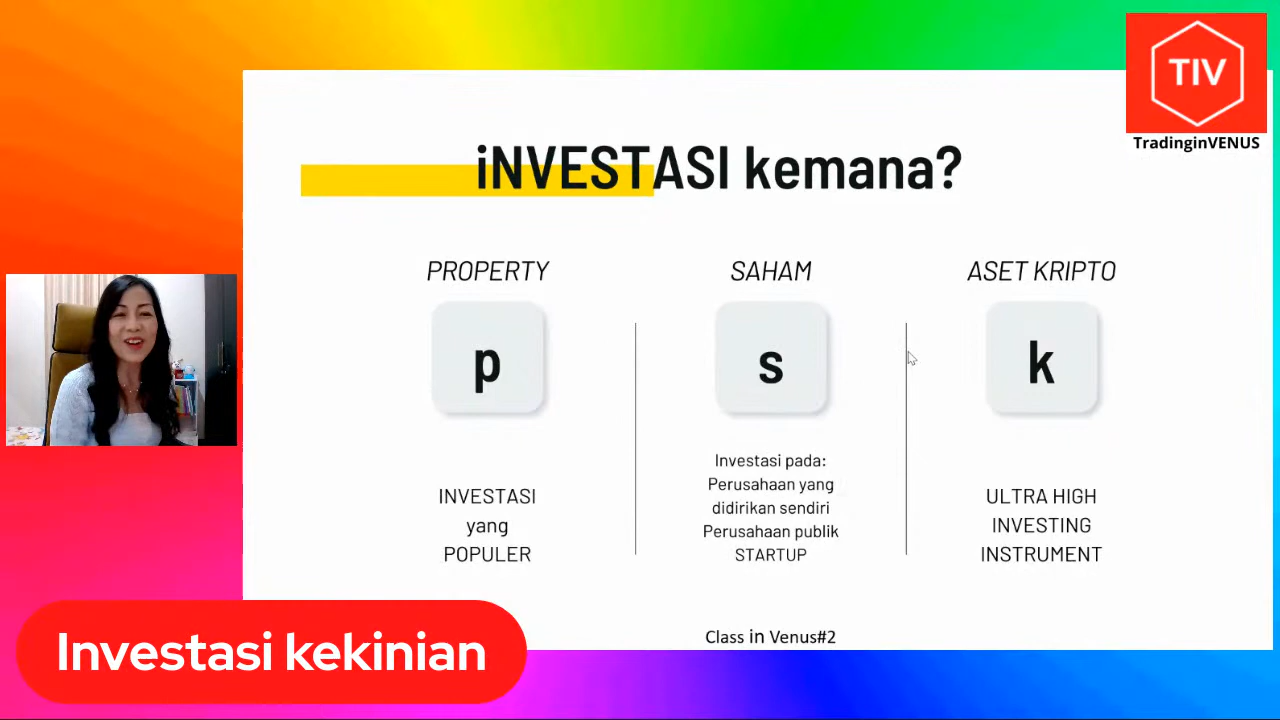 TIV
TradinginVENUS
iNVESTASI kemana?
PROPERTY
SAHAM
ASET KRIPTO
p
s
k
INVESTASI
yang
POPULER
Investasi pada:
Perusahaan yang
didirikan sendiri
Perusahaan publik
STARTUP
ULTRA HIGH
INVESTING
INSTRUMENT
Class in Venus#2
Investasi kekinian